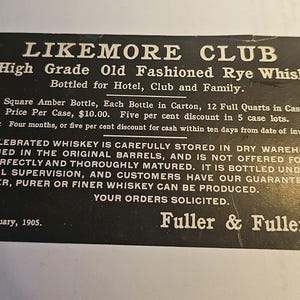 LIKEMORE CLUB
High Grade Old Fashioned Rye Whis
Bottled for Hotel, Club and Family.
Square Amber Bottle, Each Bottle in Carton, 12 Full Quarts in Cas
Price Per Case, $10.00. Five per cent discount in 5 case lots.
: Four months, or five per cent discount for cash within ten days from date of in
LEBRATED WHISKEY IS CAREFULLY STORED IN DRY WAREH
ED IN THE ORIGINAL BARRELS, AND IS NOT OFFERED FO
RFECTLY AND THOROUGHLY MATURED. IT IS BOTTLED UND
L SUPERVISION, AND CUSTOMERS HAVE OUR GUARANTE
ER, PURER OR FINER WHISKEY CAN BE PRODUCED.
YOUR ORDERS SOLICITED.
uary, 1905.
Fuller & Fulle